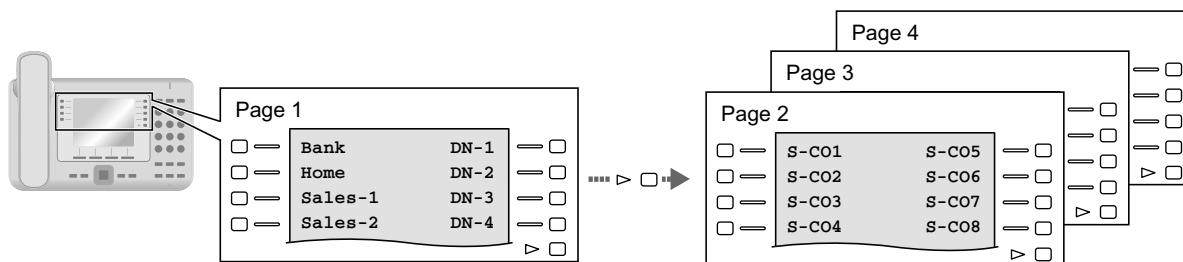 Page 4
Page 3
Page 1
Page 2
Bank DN-1
Home DN-2
Sales-1 DN-3
Sales-2 DN-4
S-CO1 S-CO5
S-CO2 S-CO6
S-CO3 S-CO7
S-CO4 S-CO8